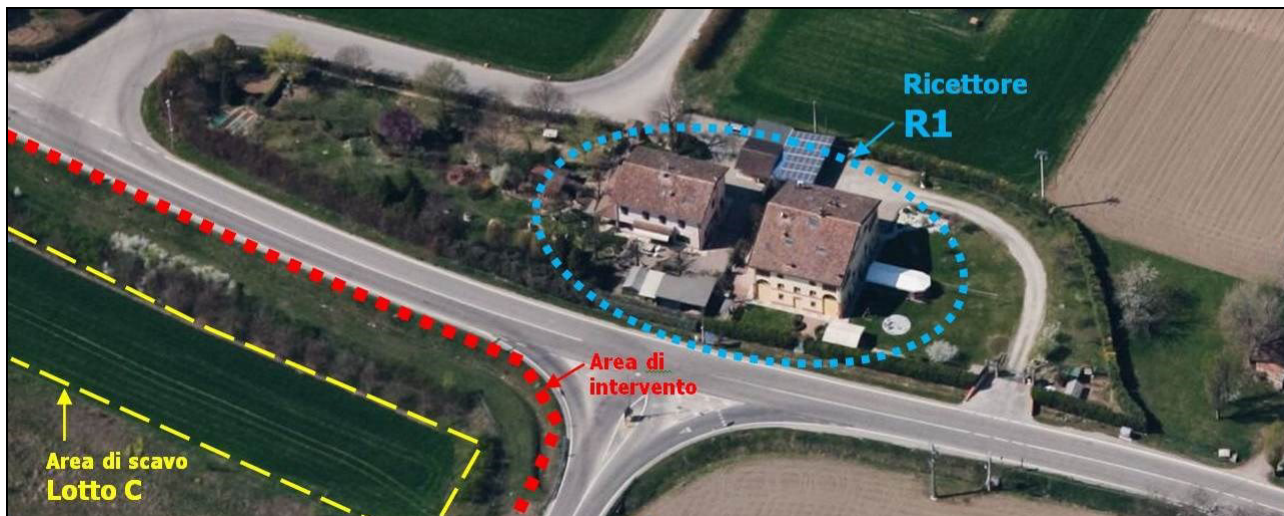 Ricettore
R1
Area di
intervento
Area di scavo
Lotto C